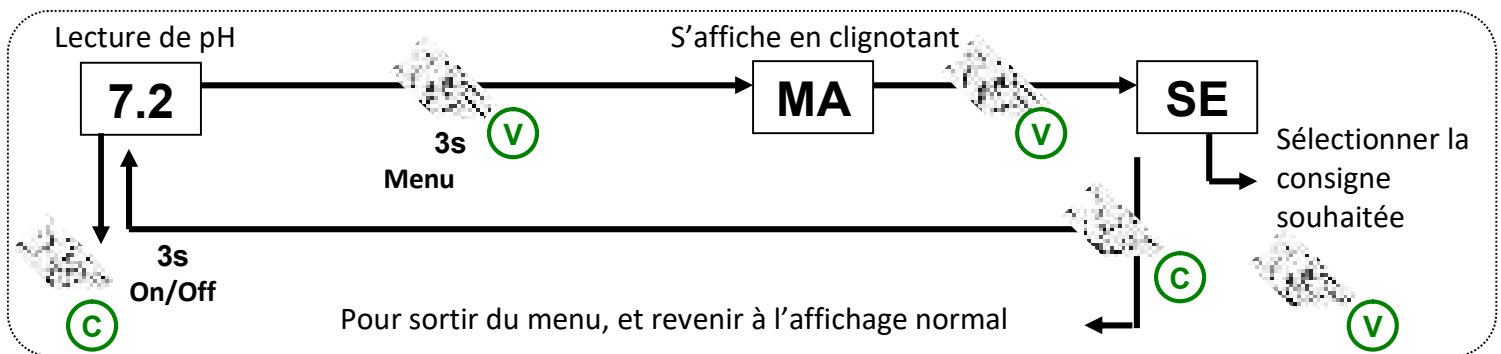 Lecture de pH
S’affiche en clignotant
7.2
MA
SE
V
V
3s
Menu
Sélectionner la
consigne
souhaitée
3s
On/Off
C
C
V
Pour sortir du menu, et revenir à l’affichage normal